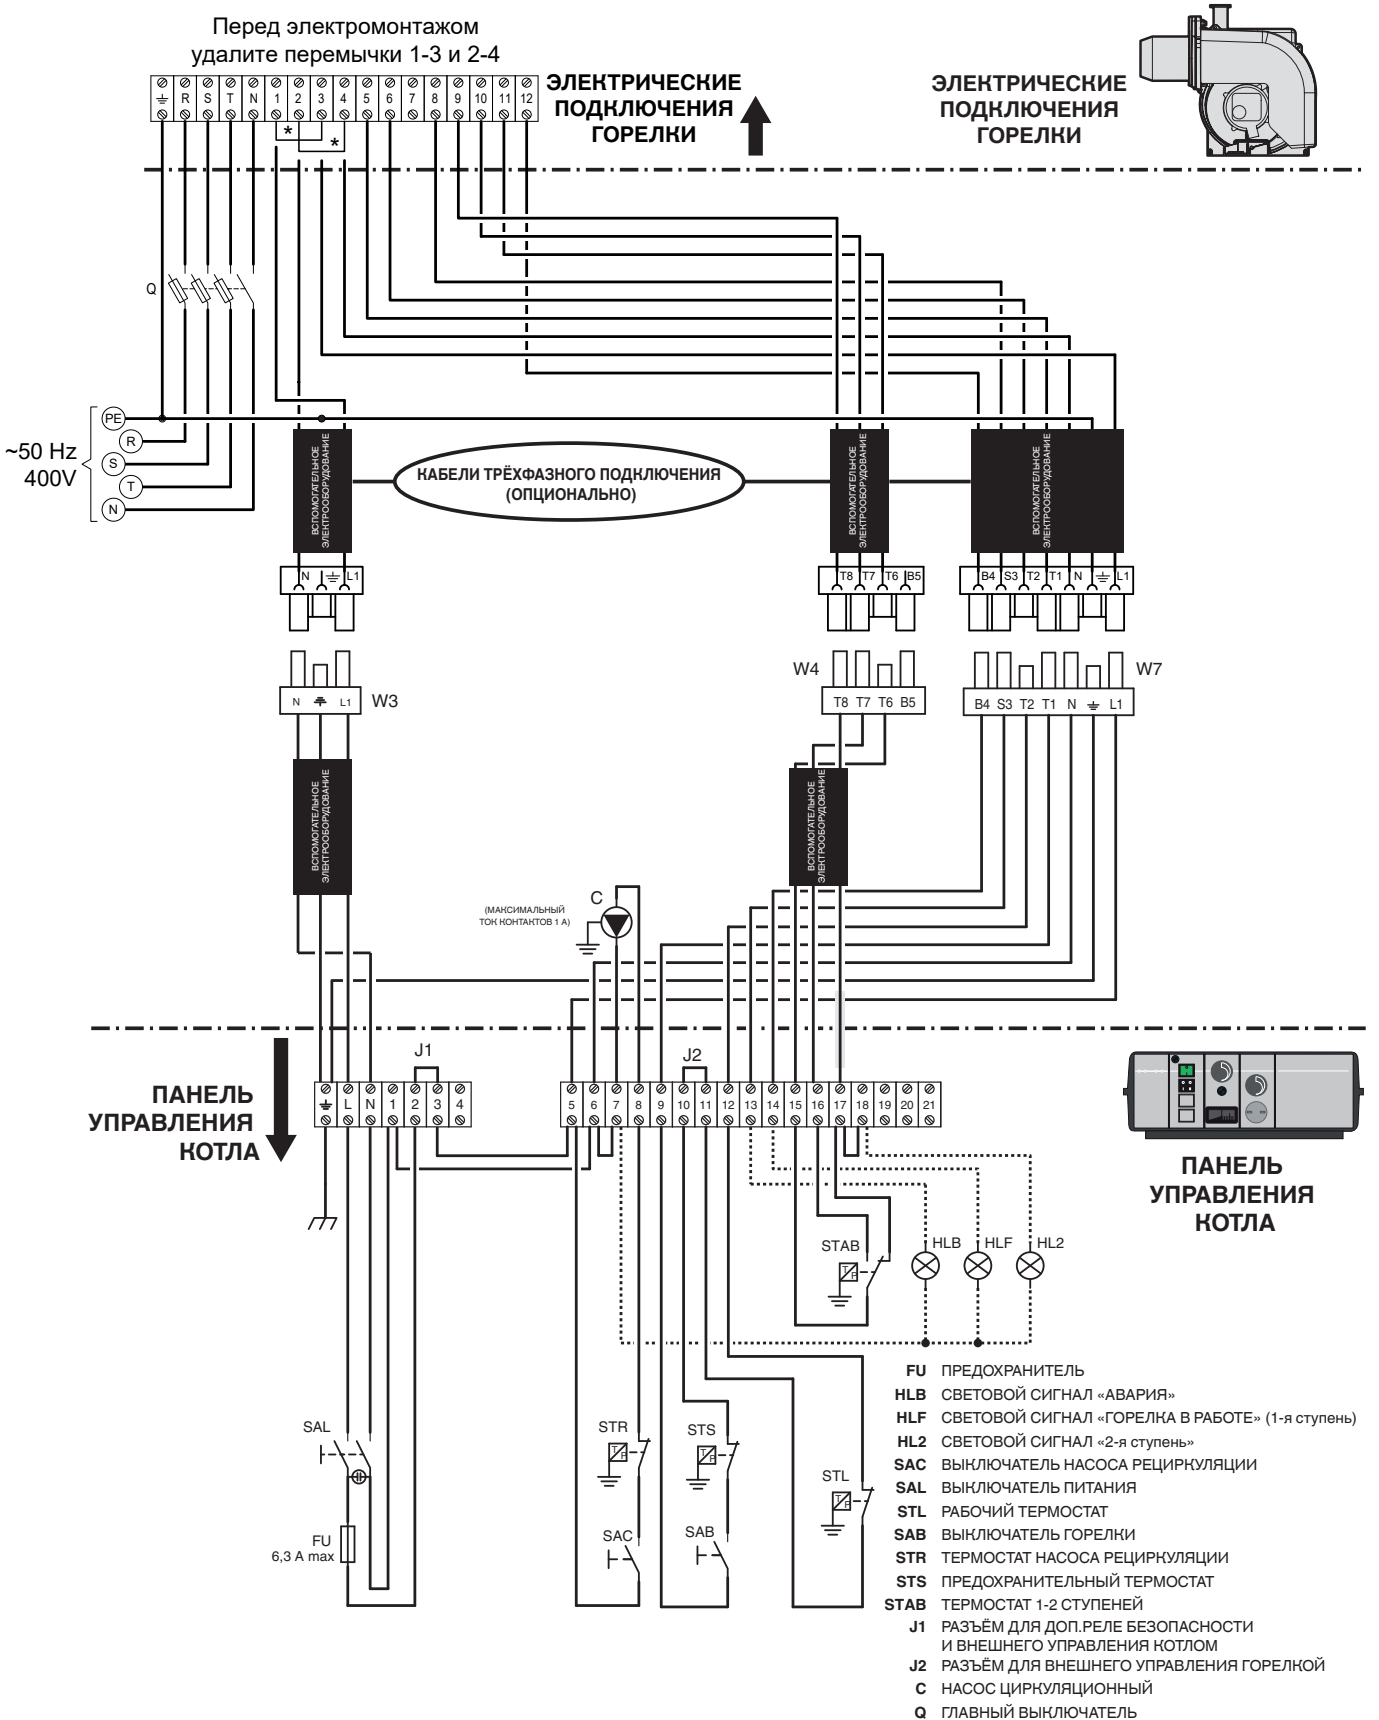 Перед электромонтажом
удалите перемычки 1-3 и 2-4
R S T N 1 2 3 4 5 6 7 8 9 10 11 12
* *
ЭЛЕКТРИЧЕСКИЕ
ПОДКЛЮЧЕНИЯ
ГОРЕЛКИ
ЭЛЕКТРИЧЕСКИЕ
ПОДКЛЮЧЕНИЯ
ГОРЕЛКИ
Q
~50 Hz
400V
PE
R
S
T
N
ВСПОМОГАТЕЛЬНОЕ
ЭЛЕКТРООБОРУДОВАНИЕ
КАБЕЛИ ТРЁХФАЗНОГО ПОДКЛЮЧЕНИЯ
(ОПЦИОНАЛЬНО)
ВСПОМОГАТЕЛЬНОЕ
ЭЛЕКТРООБОРУДОВАНИЕ
ВСПОМОГАТЕЛЬНОЕ
ЭЛЕКТРООБОРУДОВАНИЕ
N L1
T8 T7 T6 B5
B4 S3 T2 T1 N L1
N L1
W3
W4
T8 T7 T6 B5
W7
B4 S3 T2 T1 N L1
ВСПОМОГАТЕЛЬНОЕ
ЭЛЕКТРООБОРУДОВАНИЕ
ВСПОМОГАТЕЛЬНОЕ
ЭЛЕКТРООБОРУДОВАНИЕ
C
(МАКСИМАЛЬНЫЙ
ТОК КОНТАКТОВ 1 А)
J1
J2
ПАНЕЛЬ
УПРАВЛЕНИЯ
КОТЛА
L N 1 2 3 4
5 6 7 8 9 10 11 12 13 14 15 16 17 18 19 20 21
ПАНЕЛЬ
УПРАВЛЕНИЯ
КОТЛА
STAB
T P
HLB
HLF
HL2
SAL
FU
6,3 A max
STR
T P
SAC
STS
T P
SAB
STL
T P
FU ПРЕДОХРАНИТЕЛЬ
HLB СВЕТОВОЙ СИГНАЛ «АВАРИЯ»
HLF СВЕТОВОЙ СИГНАЛ «ГОРЕЛКА В РАБОТЕ» (1-я ступень)
HL2 СВЕТОВОЙ СИГНАЛ «2-я ступень»
SAC ВЫКЛЮЧАТЕЛЬ НАСОСА РЕЦИРКУЛЯЦИИ
SAL ВЫКЛЮЧАТЕЛЬ ПИТАНИЯ
STL РАБОЧИЙ ТЕРМОСТАТ
SAB ВЫКЛЮЧАТЕЛЬ ГОРЕЛКИ
STR ТЕРМОСТАТ НАСОСА РЕЦИРКУЛЯЦИИ
STS ПРЕДОХРАНИТЕЛЬНЫЙ ТЕРМОСТАТ
STAB ТЕРМОСТАТ 1-2 СТУПЕНЕЙ
J1 РАЗЪЁМ ДЛЯ ДОП.РЕЛЕ БЕЗОПАСНОСТИ
И ВНЕШНЕГО УПРАВЛЕНИЯ КОТЛОМ
J2 РАЗЪЁМ ДЛЯ ВНЕШНЕГО УПРАВЛЕНИЯ ГОРЕЛКОЙ
C НАСОС ЦИРКУЛЯЦИОННЫЙ
Q ГЛАВНЫЙ ВЫКЛЮЧАТЕЛЬ